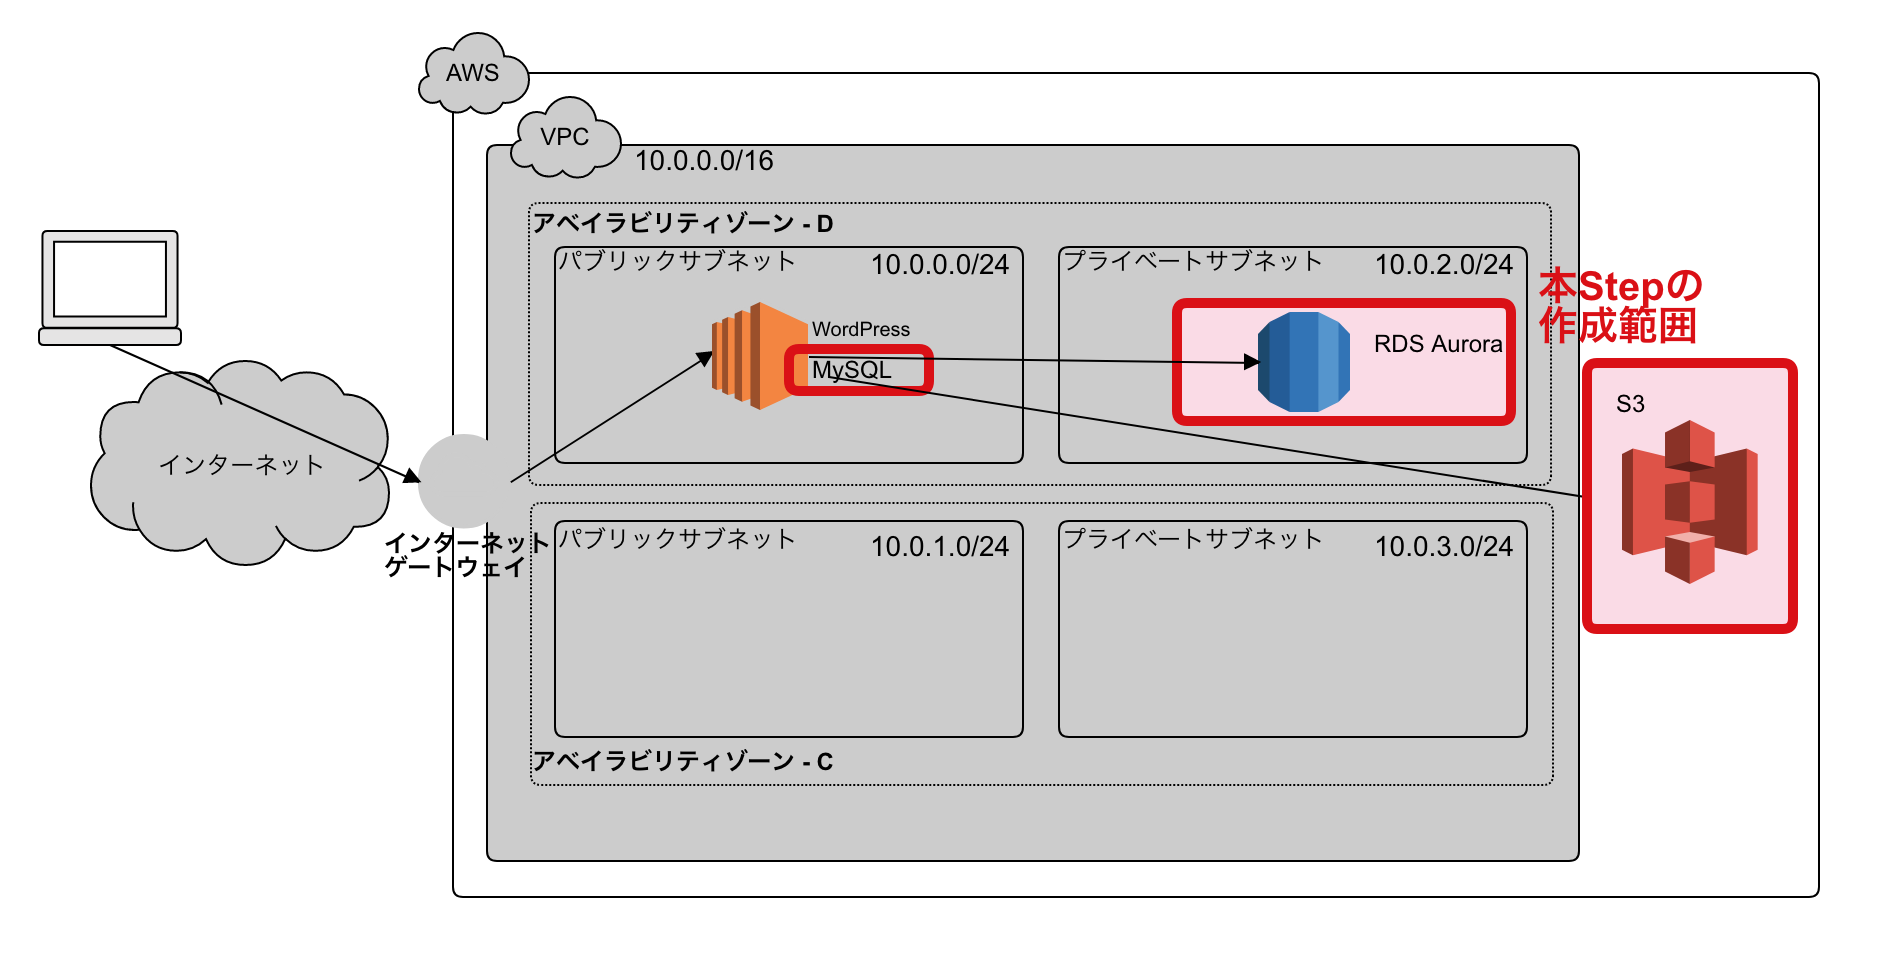 AWS
VPC
10.0.0.0/16
アベイラビリティゾーン - D
パブリックサブネット
10.0.0.0/24
プライベートサブネット
10.0.2.0/24
本Stepの
作成範囲
WordPress
MySQL
RDS Aurora
S3
インターネット
インターネット
ゲートウェイ
パブリックサブネット
10.0.1.0/24
プライベートサブネット
10.0.3.0/24
アベイラビリティゾーン - C